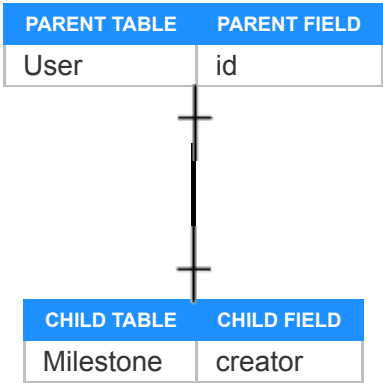 PARENT TABLE PARENT FIELD
User id
CHILD TABLE CHILD FIELD
Milestone creator